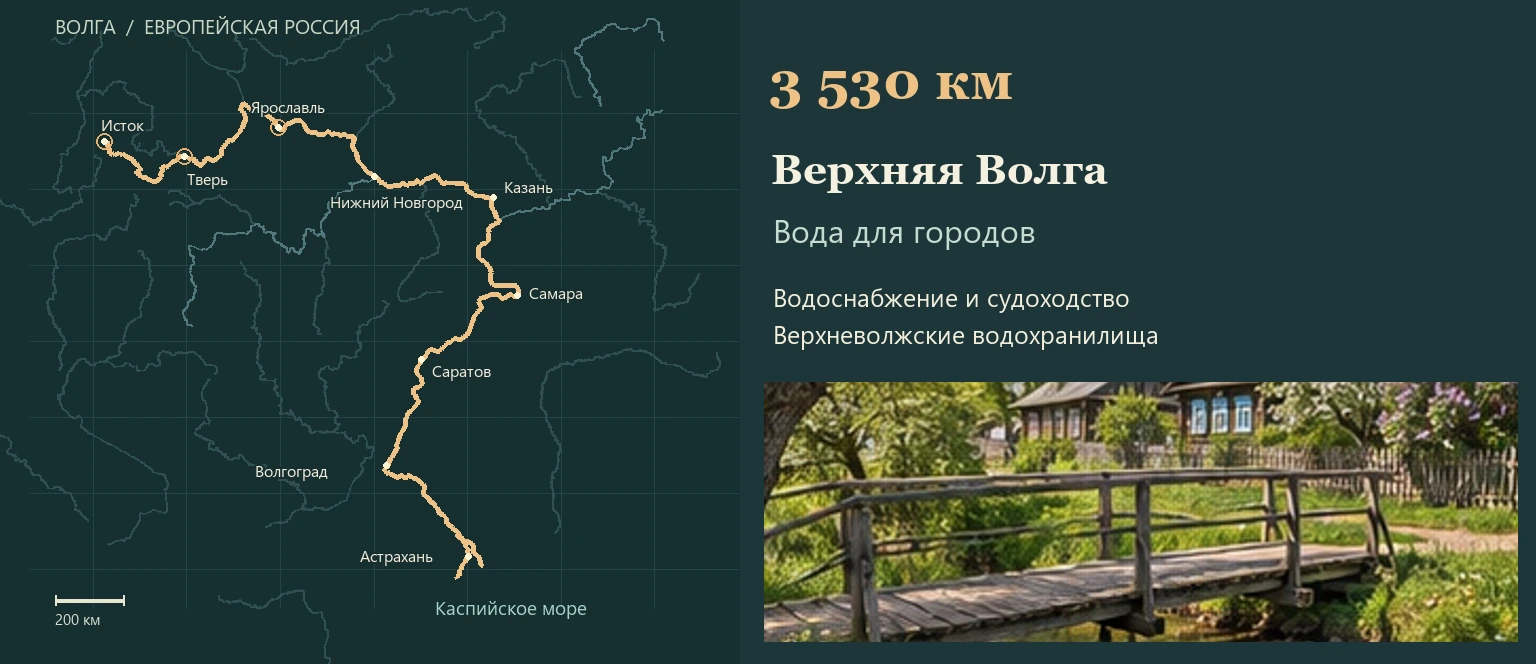 ВОЛГА / ЕВРОПЕЙСКАЯ РОССИЯ
Ярославль
Исток
Тверь
Казань
Нижний Новгород
Самара
Саратов
Волгоград
Астрахань
Каспийское море
200 км
3 530 км
Верхняя Волга
Вода для городов
Водоснабжение и судоходство
Верхневолжские водохранилища